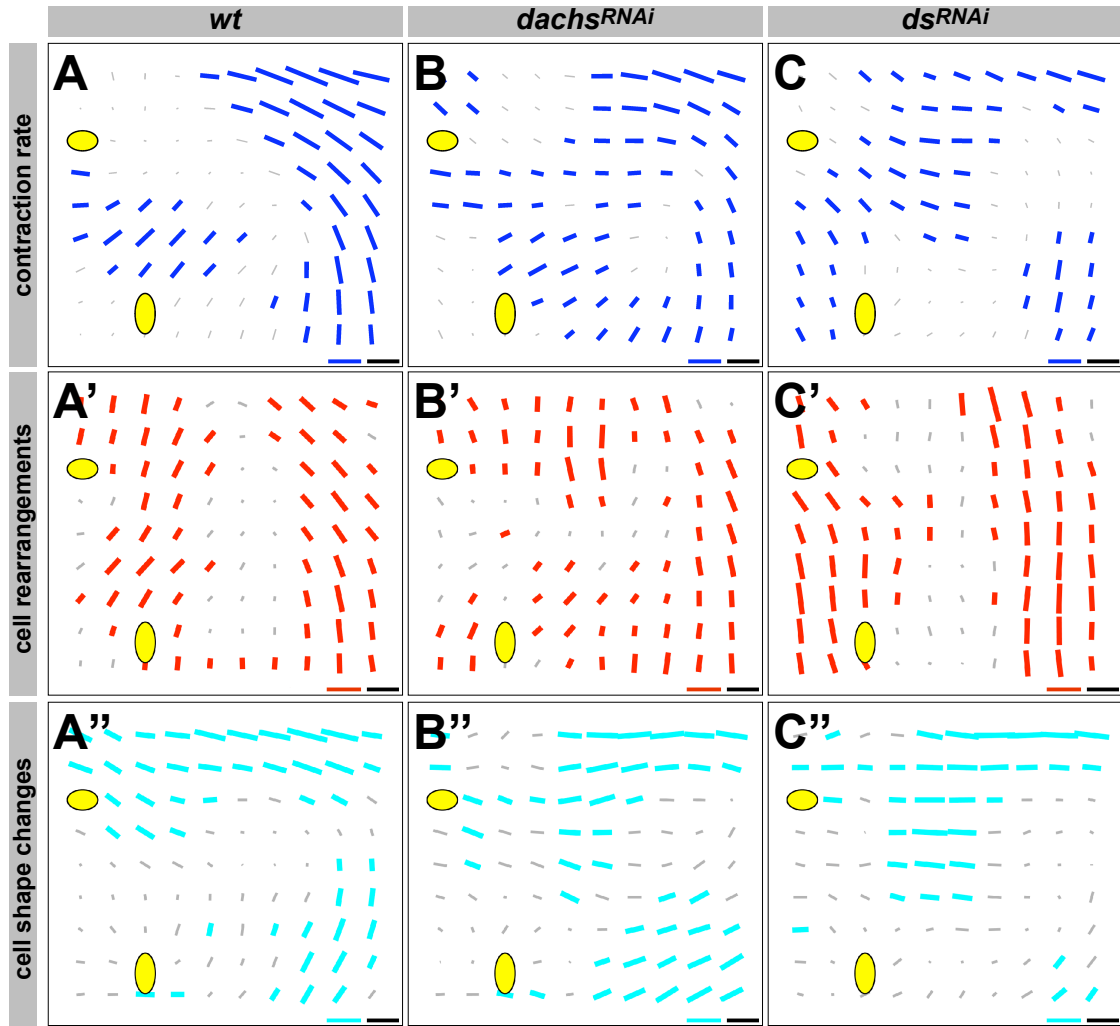 wt dachsRNAi dsRNAi
contraction rate
A B C
cell rearrangements
A’ B’ C’
cell shape changes
A” B” C”